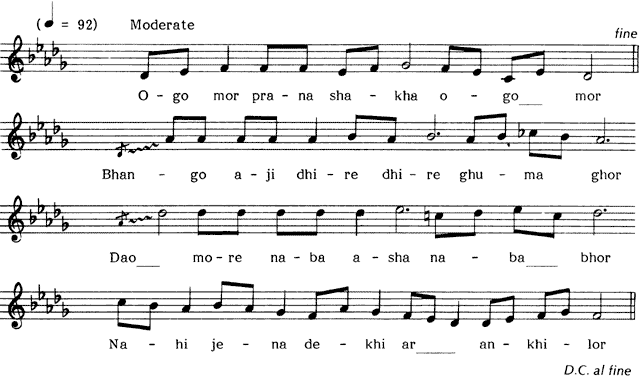 (♩ = 92) Moderate
fine
O - go mor pra - na sha - kha o - go___ mor
Bhan - go a - ji dhi - re dhi - re ghu - ma ghor
Dao___ mo - re na - ba a - sha na - ba___ bhor
Na - hi je - na de - khi ar___ an - khi - lor
D.C. al fine